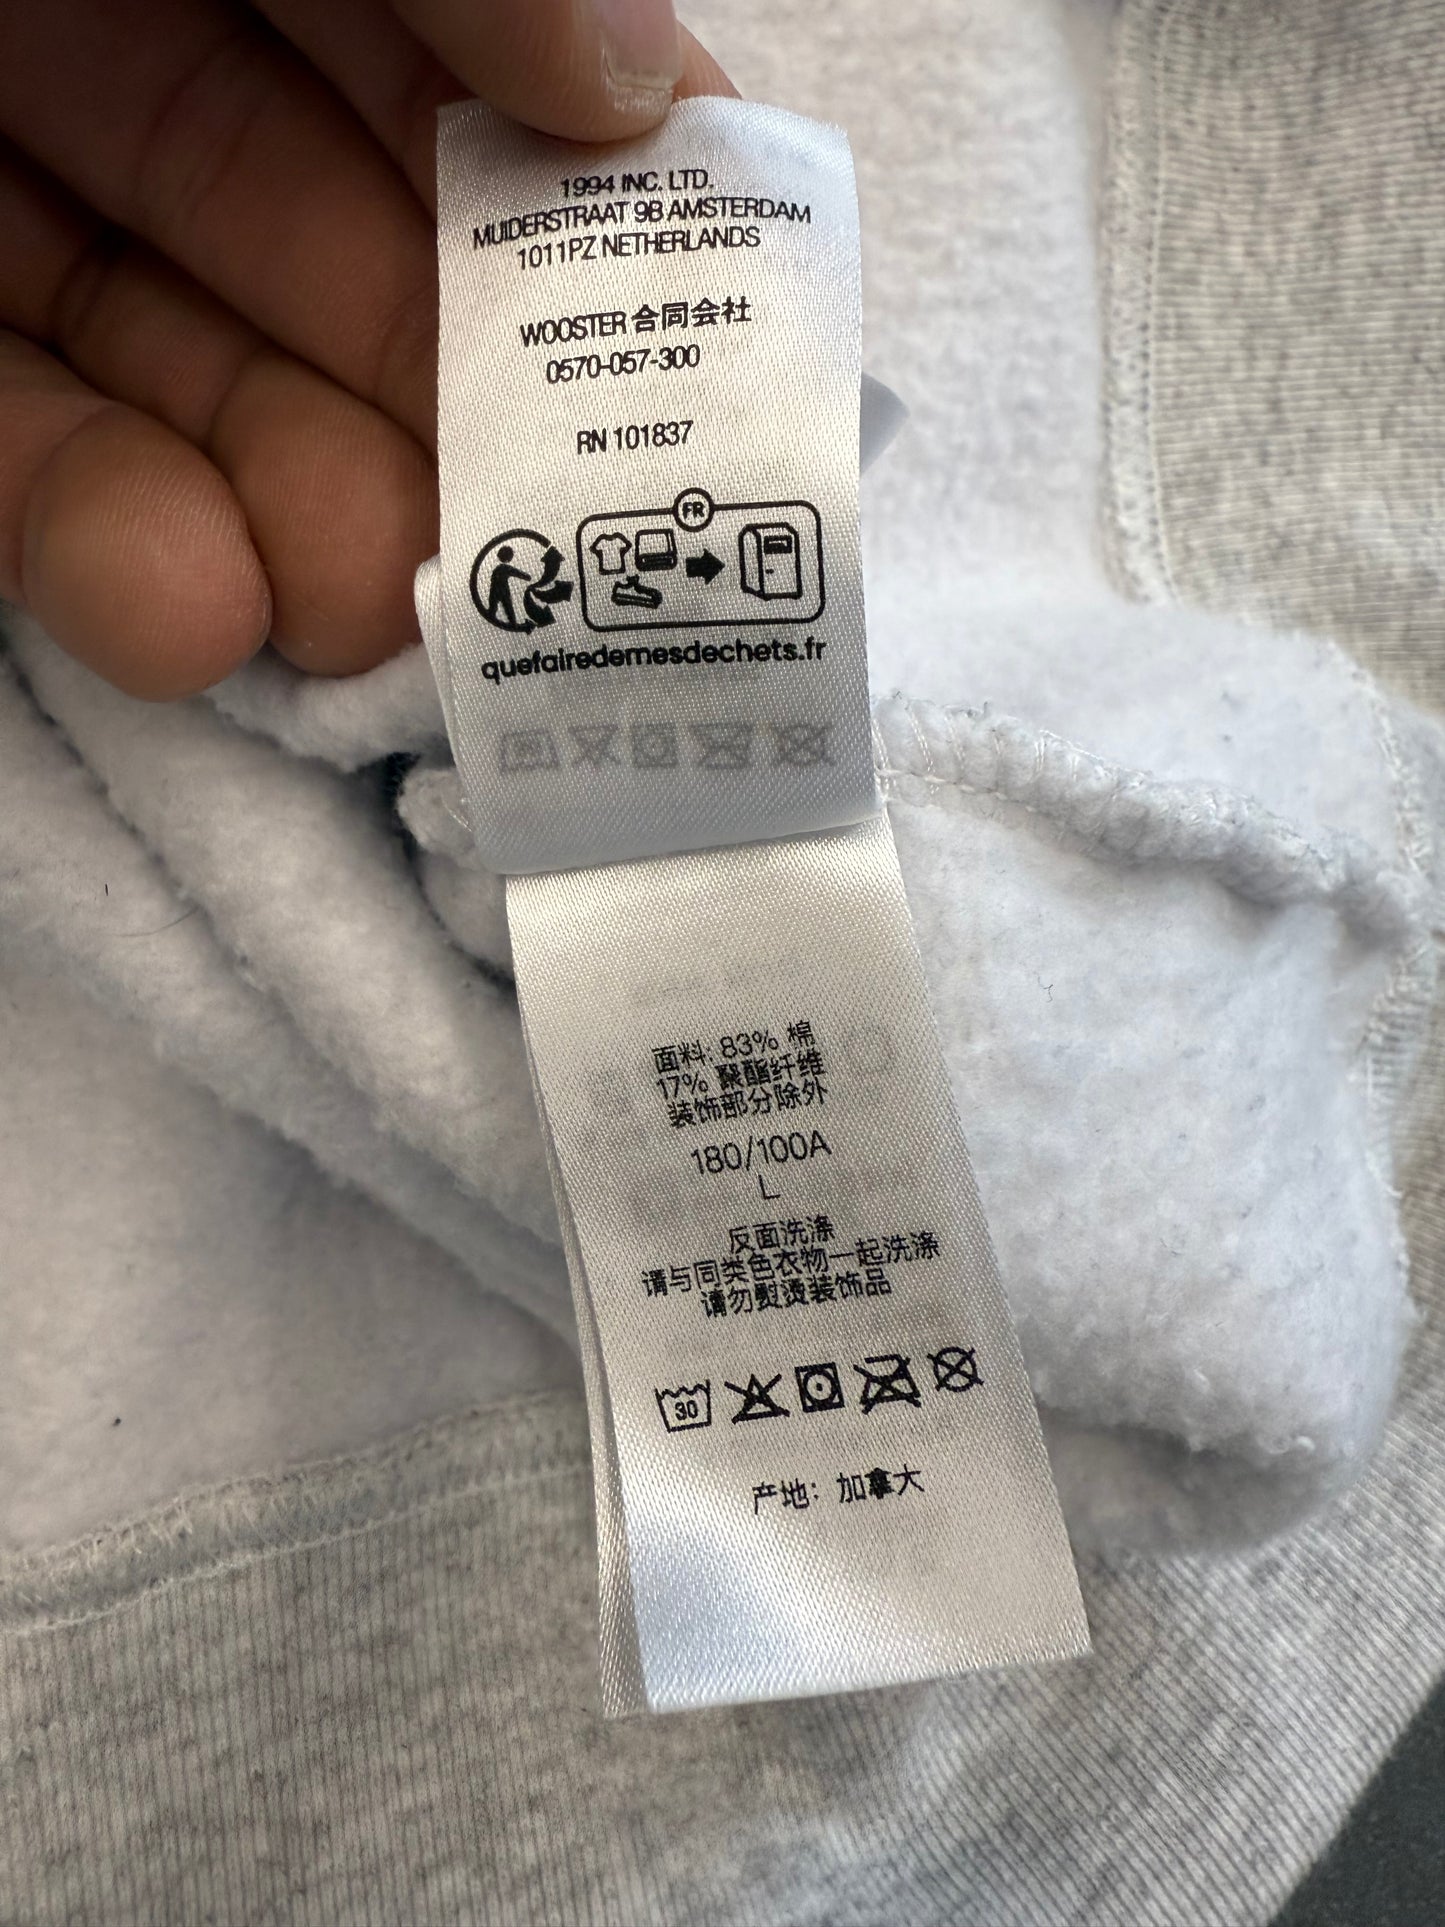 1994 INC. LTD.
MUIDERSTRAAT 9B AMSTERDAM
1011PZ NETHERLANDS
WOOSTER 合同会社
0570-057-300
RN 101837
FR
quefairedemesdechets.fr
面料: 83% 棉
17% 聚酯纤维
装饰部分除外
180/100A
L
反面洗涤
请与同类色衣物一起洗涤
请勿熨烫装饰品
30
产地: 加拿大